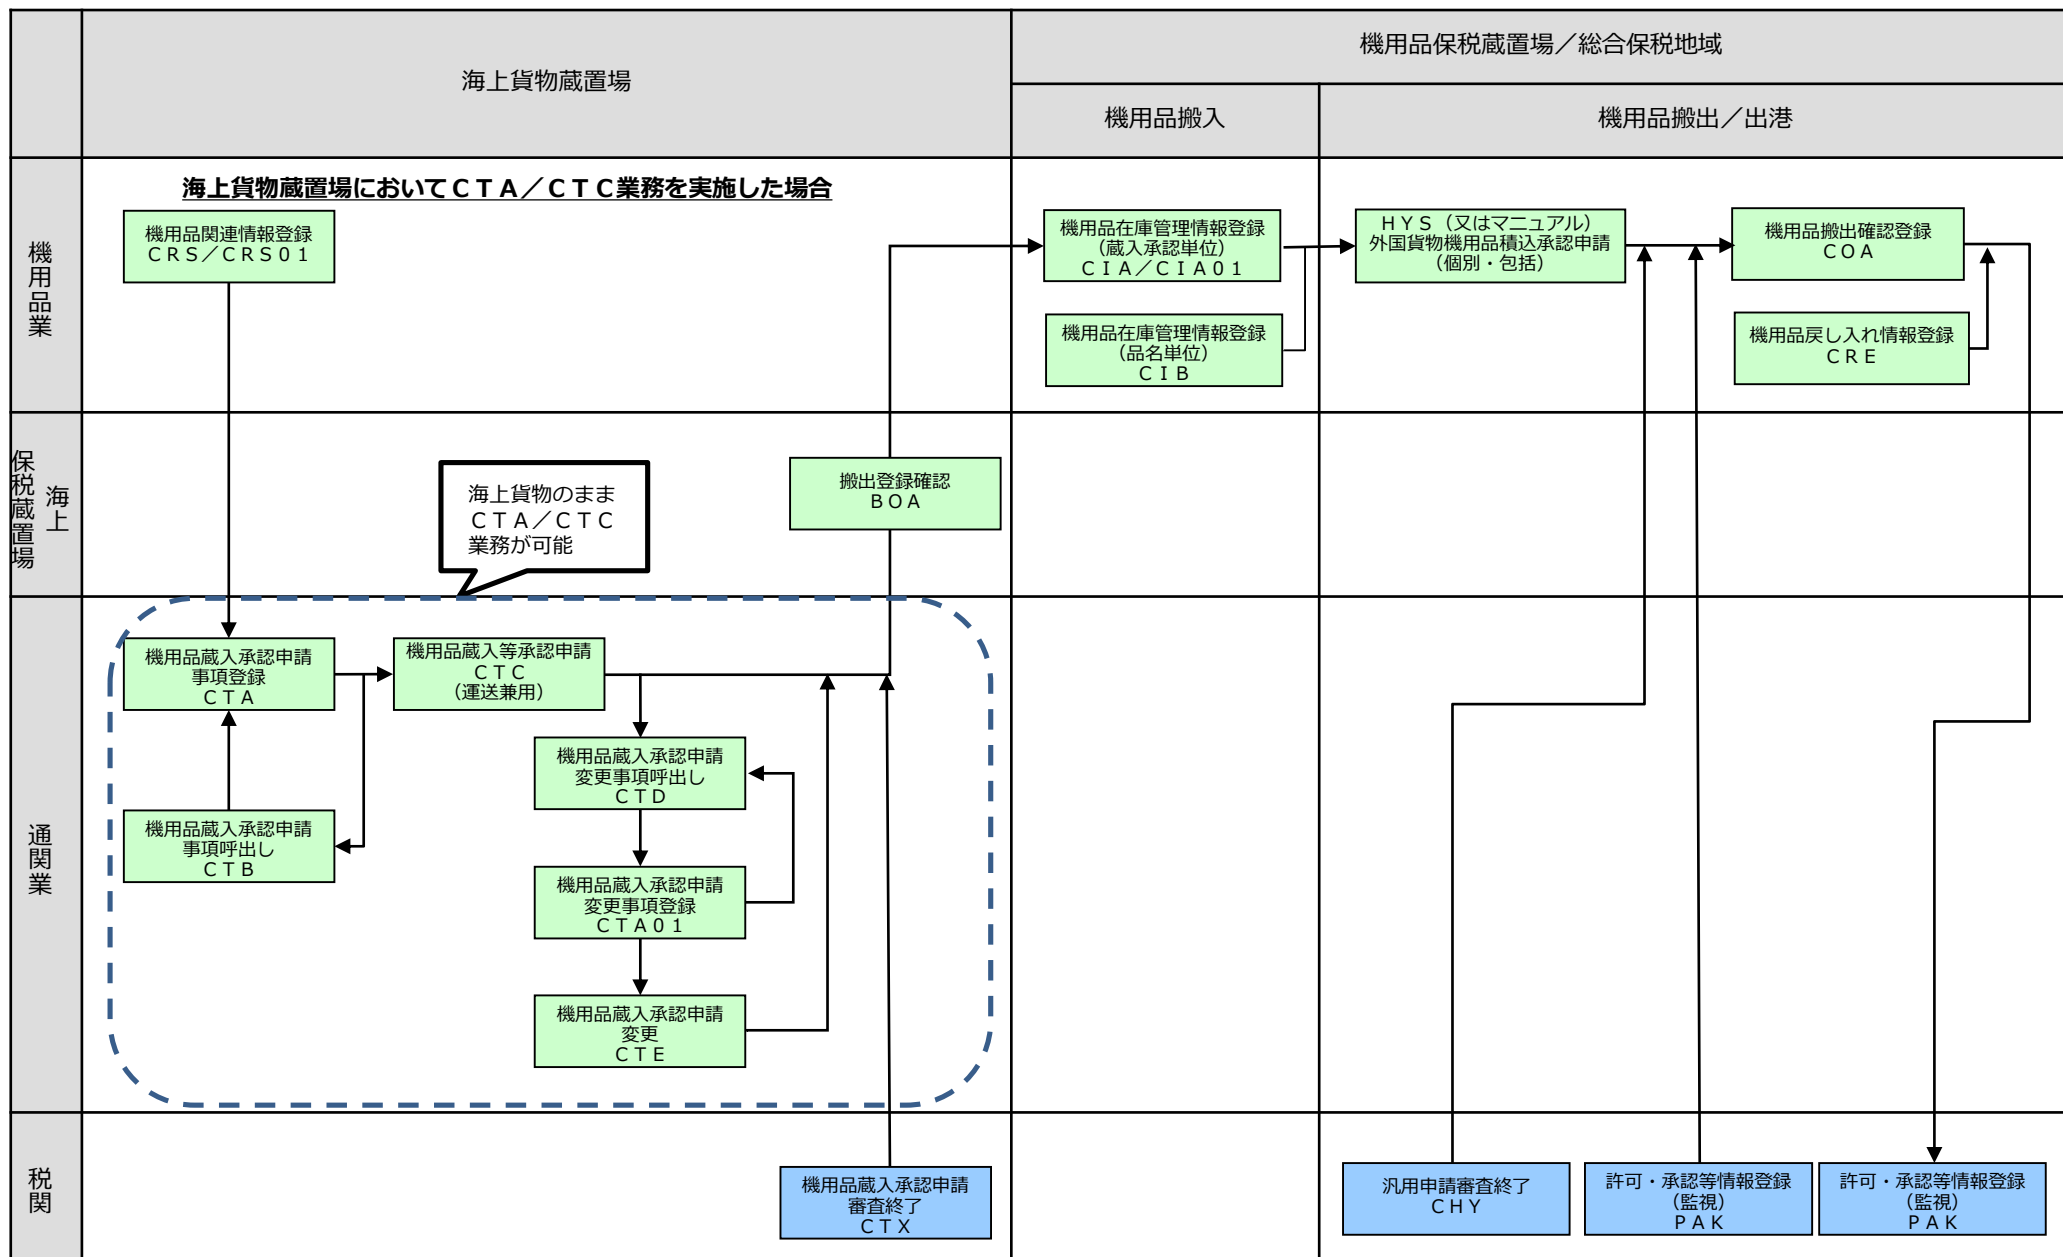 海上貨物蔵置場
機用品保税蔵置場／総合保税地域
機用品搬入
機用品搬出／出港
機用品業
海上貨物蔵置場においてＣＴＡ／ＣＴＣ業務を実施した場合
機用品関連情報登録
ＣＲＳ／ＣＲＳ０１
機用品在庫管理情報登録
（蔵入承認単位）
ＣＩＡ／ＣＩＡ０１
機用品在庫管理情報登録
（品名単位）
ＣＩＢ
ＨＹＳ（又はマニュアル）
外国貨物機用品積込承認申請
（個別・包括）
機用品搬出確認登録
ＣＯＡ
機用品戻し入れ情報登録
ＣＲＥ
海上
保税蔵置場
海上貨物のまま
ＣＴＡ／ＣＴＣ
業務が可能
搬出登録確認
ＢＯＡ
通関業
機用品蔵入承認申請
事項登録
ＣＴＡ
機用品蔵入等承認申請
ＣＴＣ
（運送兼用）
機用品蔵入承認申請
変更事項呼出し
ＣＴＤ
機用品蔵入承認申請
事項呼出し
ＣＴＢ
機用品蔵入承認申請
変更事項登録
ＣＴＡ０１
機用品蔵入承認申請
変更
ＣＴＥ
税関
機用品蔵入承認申請
審査終了
ＣＴＸ
汎用申請審査終了
ＣＨＹ
許可・承認等情報登録
（監視）
ＰＡＫ
許可・承認等情報登録
（監視）
ＰＡＫ